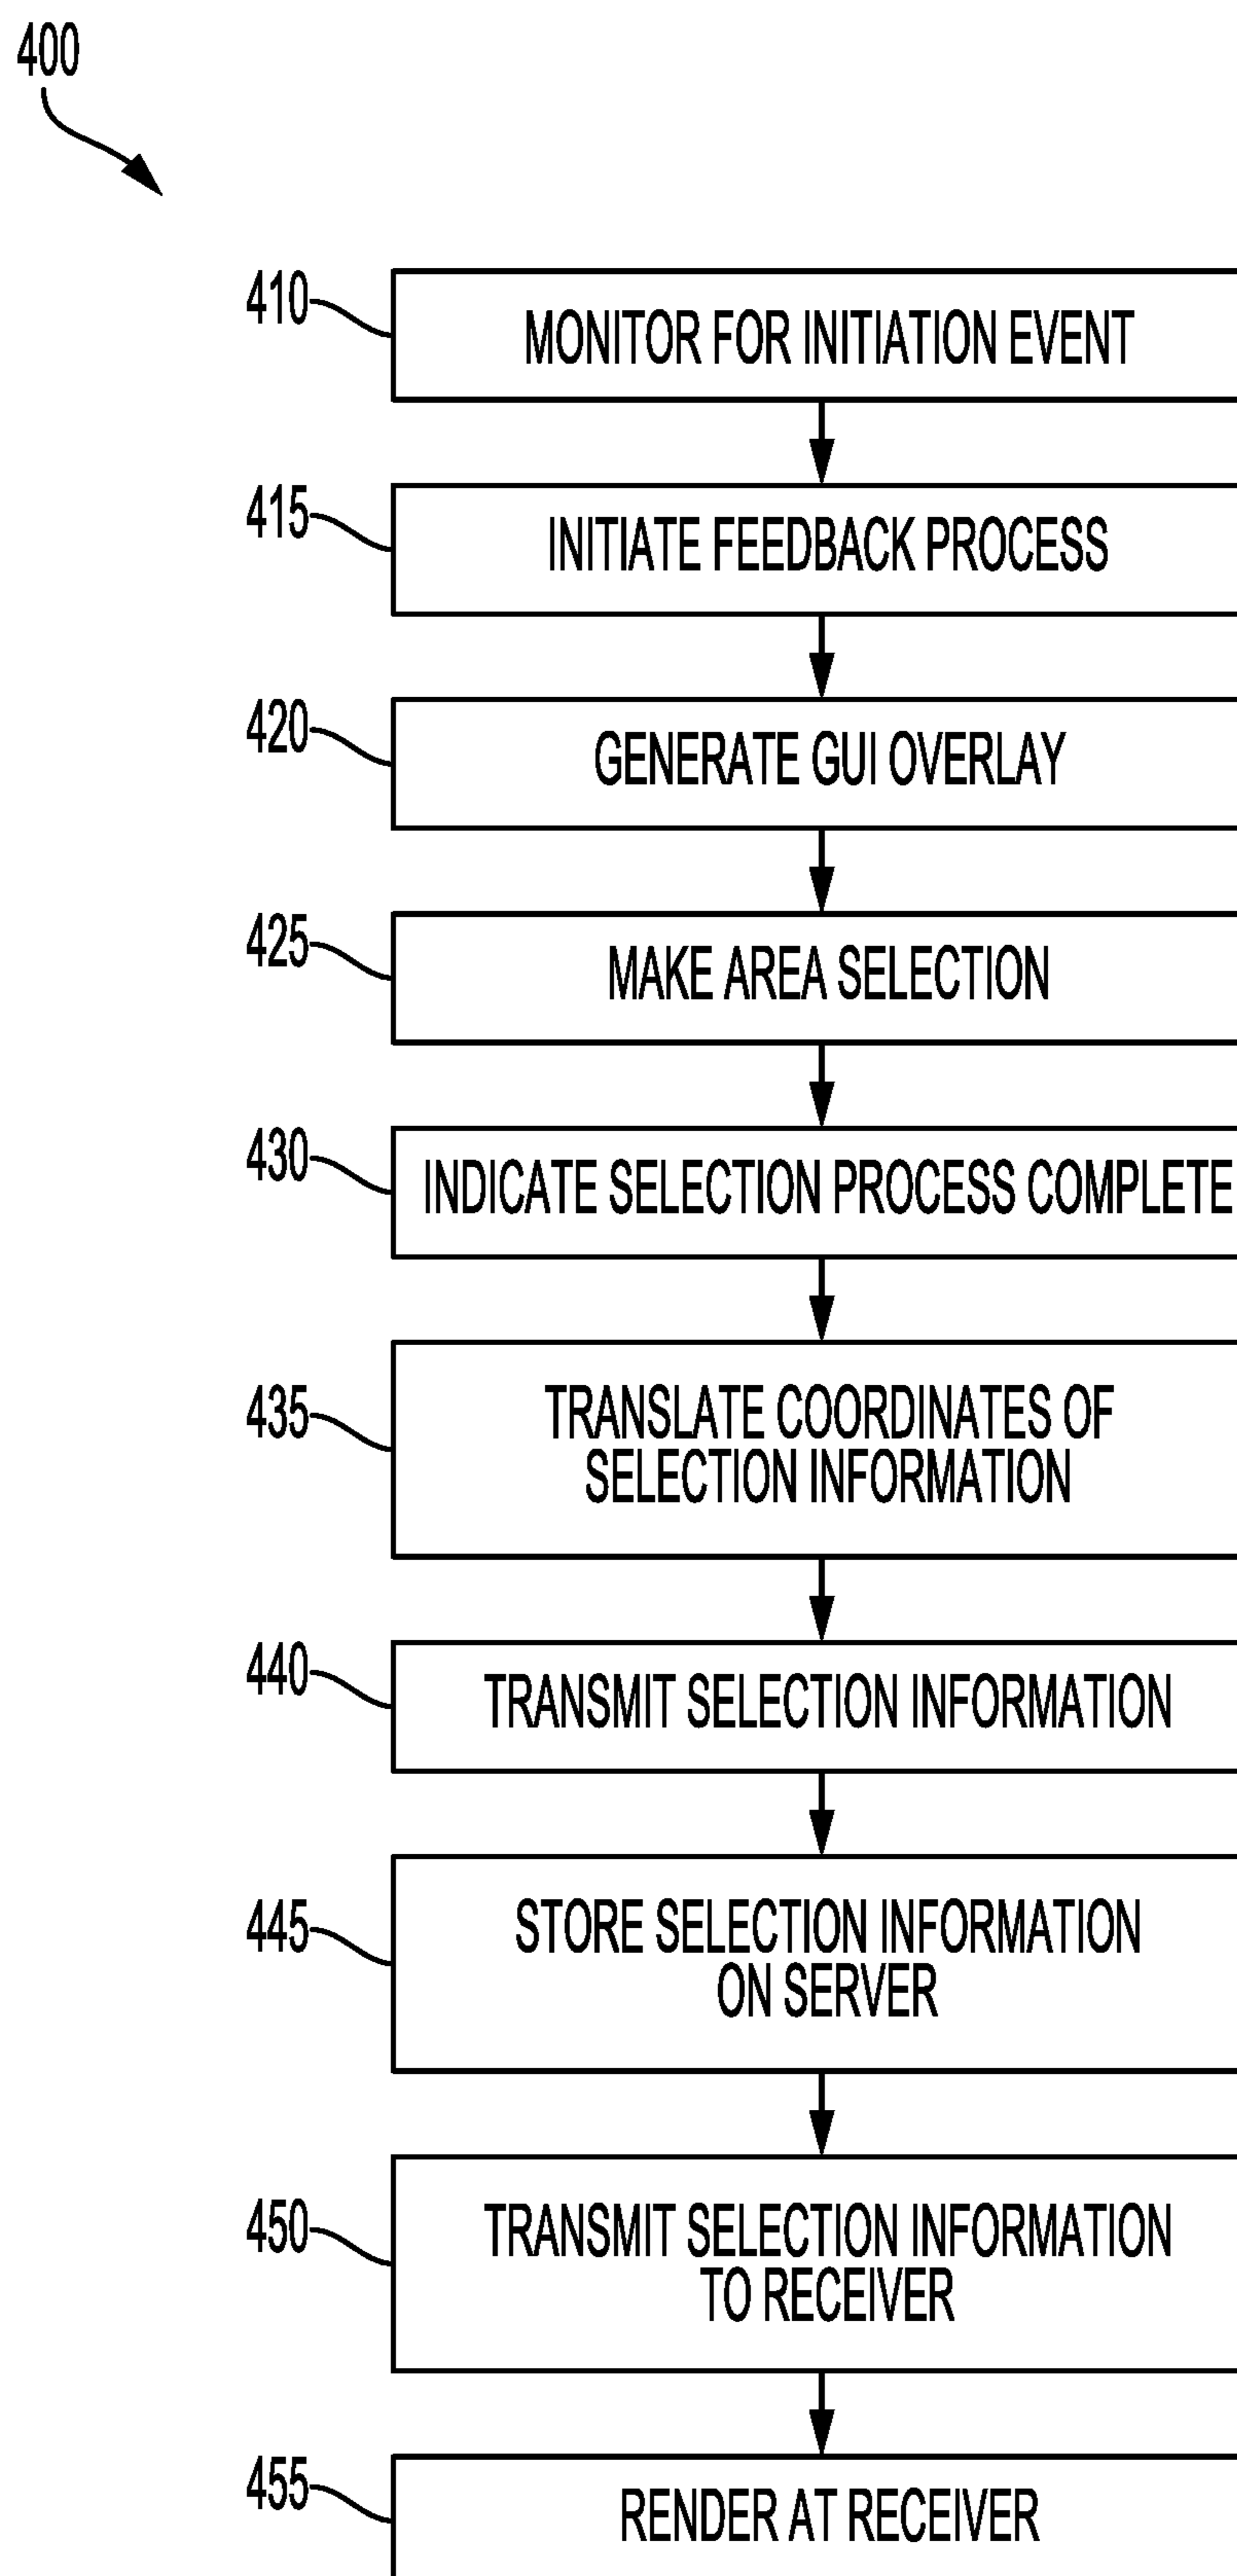 400
410
MONITOR FOR INITIATION EVENT
415
INITIATE FEEDBACK PROCESS
420
GENERATE GUI OVERLAY
425
MAKE AREA SELECTION
430
INDICATE SELECTION PROCESS COMPLETE
435
TRANSLATE COORDINATES OF
SELECTION INFORMATION
440
TRANSMIT SELECTION INFORMATION
445
STORE SELECTION INFORMATION
ON SERVER
450
TRANSMIT SELECTION INFORMATION
TO RECEIVER
455
RENDER AT RECEIVER